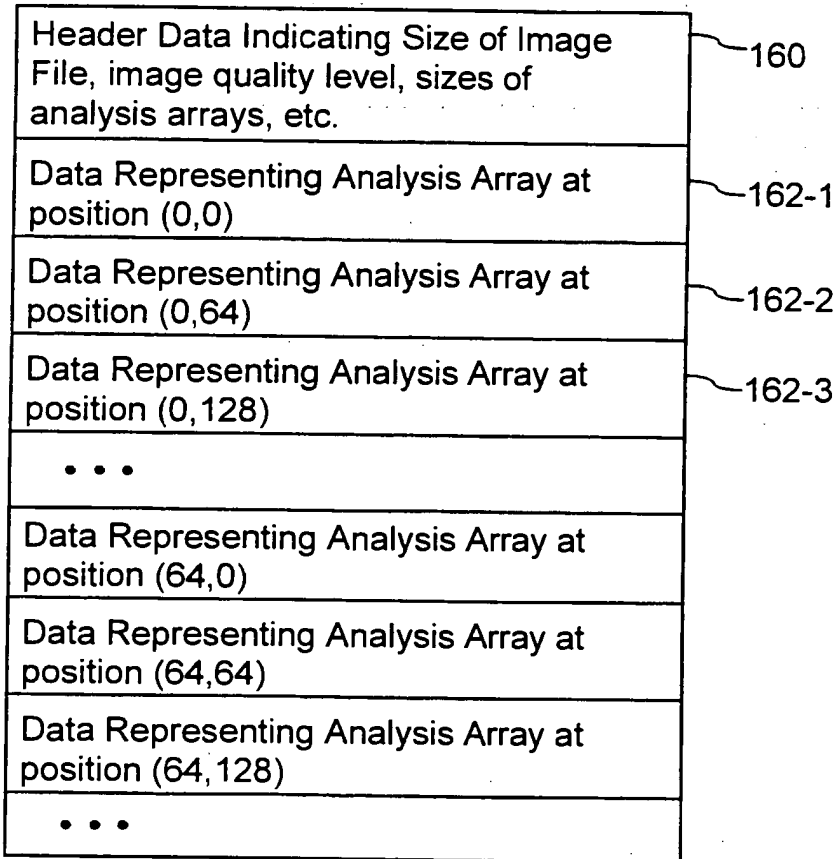 Header Data Indicating Size of Image
File, image quality level, sizes of
analysis arrays, etc.
160
Data Representing Analysis Array at
position (0,0)
162-1
Data Representing Analysis Array at
position (0,64)
162-2
Data Representing Analysis Array at
position (0,128)
162-3
• • •
Data Representing Analysis Array at
position (64,0)
Data Representing Analysis Array at
position (64,64)
Data Representing Analysis Array at
position (64,128)
• • •